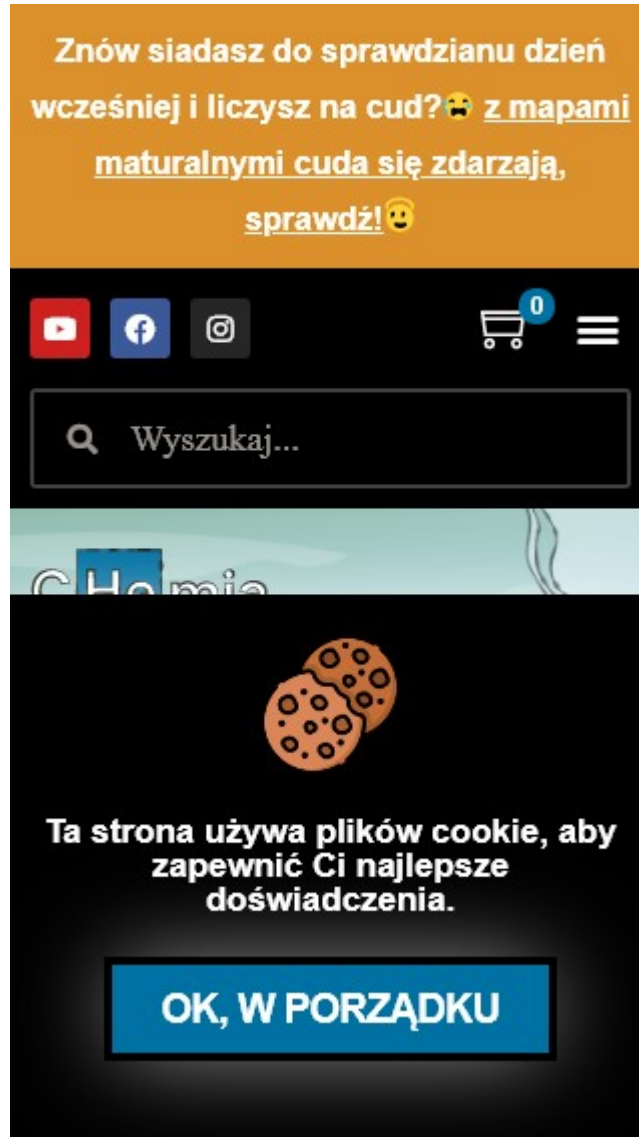 Znów siadasz do sprawdzianu dzień
wcześniej i liczysz na cud?😭 z mapami
maturalnymi cuda się zdarzają,
sprawdź!😇
0
Wyszukaj...
CHemia
Ta strona używa plików cookie, aby
zapewnić Ci najlepsze
doświadczenia.
OK, W PORZĄDKU